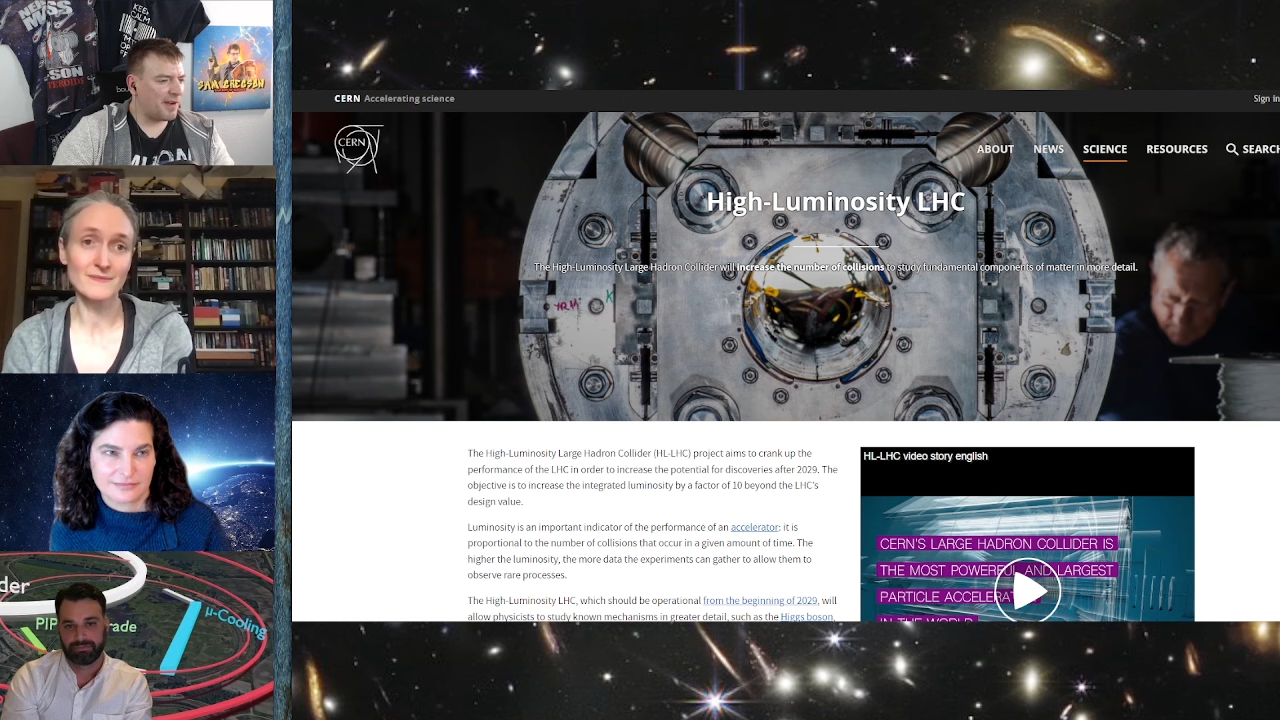 KEEP
CALM
SAM GREGSON
der
PIP
rade
μ-Cooling
CERN Accelerating science
Sign in
CERN
ABOUT
NEWS
SCIENCE
RESOURCES
SEARCH
High-Luminosity LHC
The High-Luminosity Large Hadron Collider will increase the number of collisions to study fundamental components of matter in more detail.
The High-Luminosity Large Hadron Collider (HL-LHC) project aims to crank up the
performance of the LHC in order to increase the potential for discoveries after 2029. The
objective is to increase the integrated luminosity by a factor of 10 beyond the LHC's
design value.
Luminosity is an important indicator of the performance of an accelerator: it is
proportional to the number of collisions that occur in a given amount of time. The
higher the luminosity, the more data the experiments can gather to allow them to
observe rare processes.
The High-Luminosity LHC, which should be operational from the beginning of 2029, will
allow physicists to study known mechanisms in greater detail, such as the Higgs boson,
HL-LHC video story english
CERN'S LARGE HADRON COLLIDER IS
THE MOST POWERFUL AND LARGEST
PARTICLE ACCELERAT
IN THE WORLD